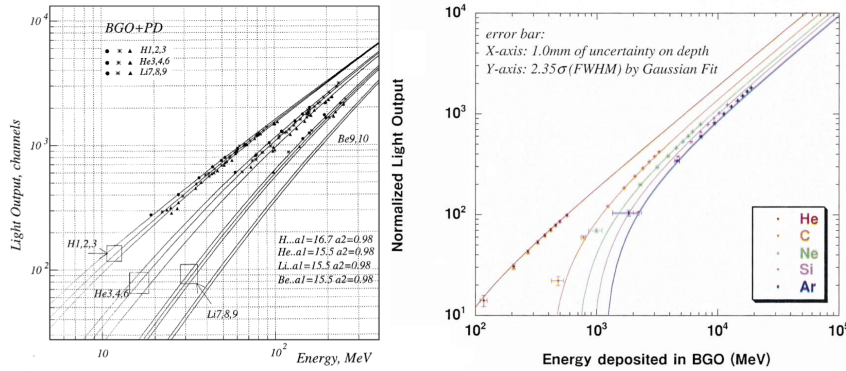 10^4
BGO+PD
H1,2,3
He3,4,6
Li7,8,9
10^3
Light Output, channels
Be9,10
H1,2,3
H...a1=16.7 a2=0.98
He..a1=15.5 a2=0.98
Li..a1=15.5 a2=0.98
Be..a1=15.5 a2=0.98
10^2
He3,4,6
Li7,8,9
10
10^2
Energy, MeV
10^4
error bar:
X-axis: 1.0mm of uncertainty on depth
Y-axis: 2.35σ(FWHM) by Gaussian Fit
10^3
Normalized Light Output
10^2
He
C
Ne
Si
Ar
10^1
10^2
10^3
10^4
10^5
Energy deposited in BGO (MeV)